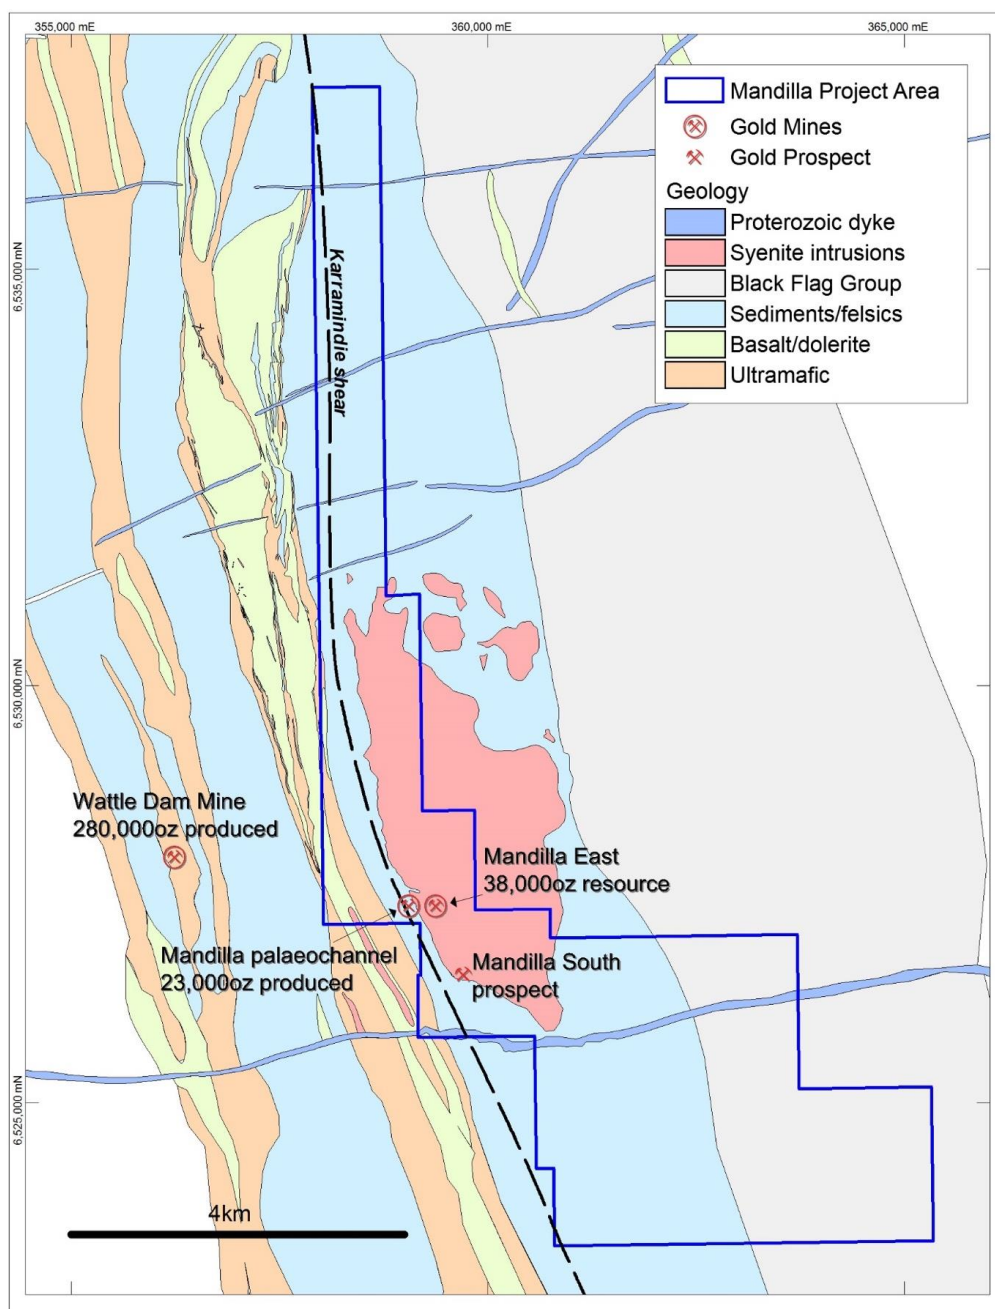 355,000 mE
360,000 mE
365,000 mE
Mandilla Project Area
Gold Mines
Gold Prospect
Geology
Proterozoic dyke
Syenite intrusions
Black Flag Group
Sediments/felsics
Basalt/dolerite
Ultramafic
6,535,000 mN
Karramindie shear
6,530,000 mN
Wattle Dam Mine
280,000oz produced
Mandilla East
38,000oz resource
Mandilla palaeochannel
23,000oz produced
Mandilla South
prospect
6,525,000 mN
4km